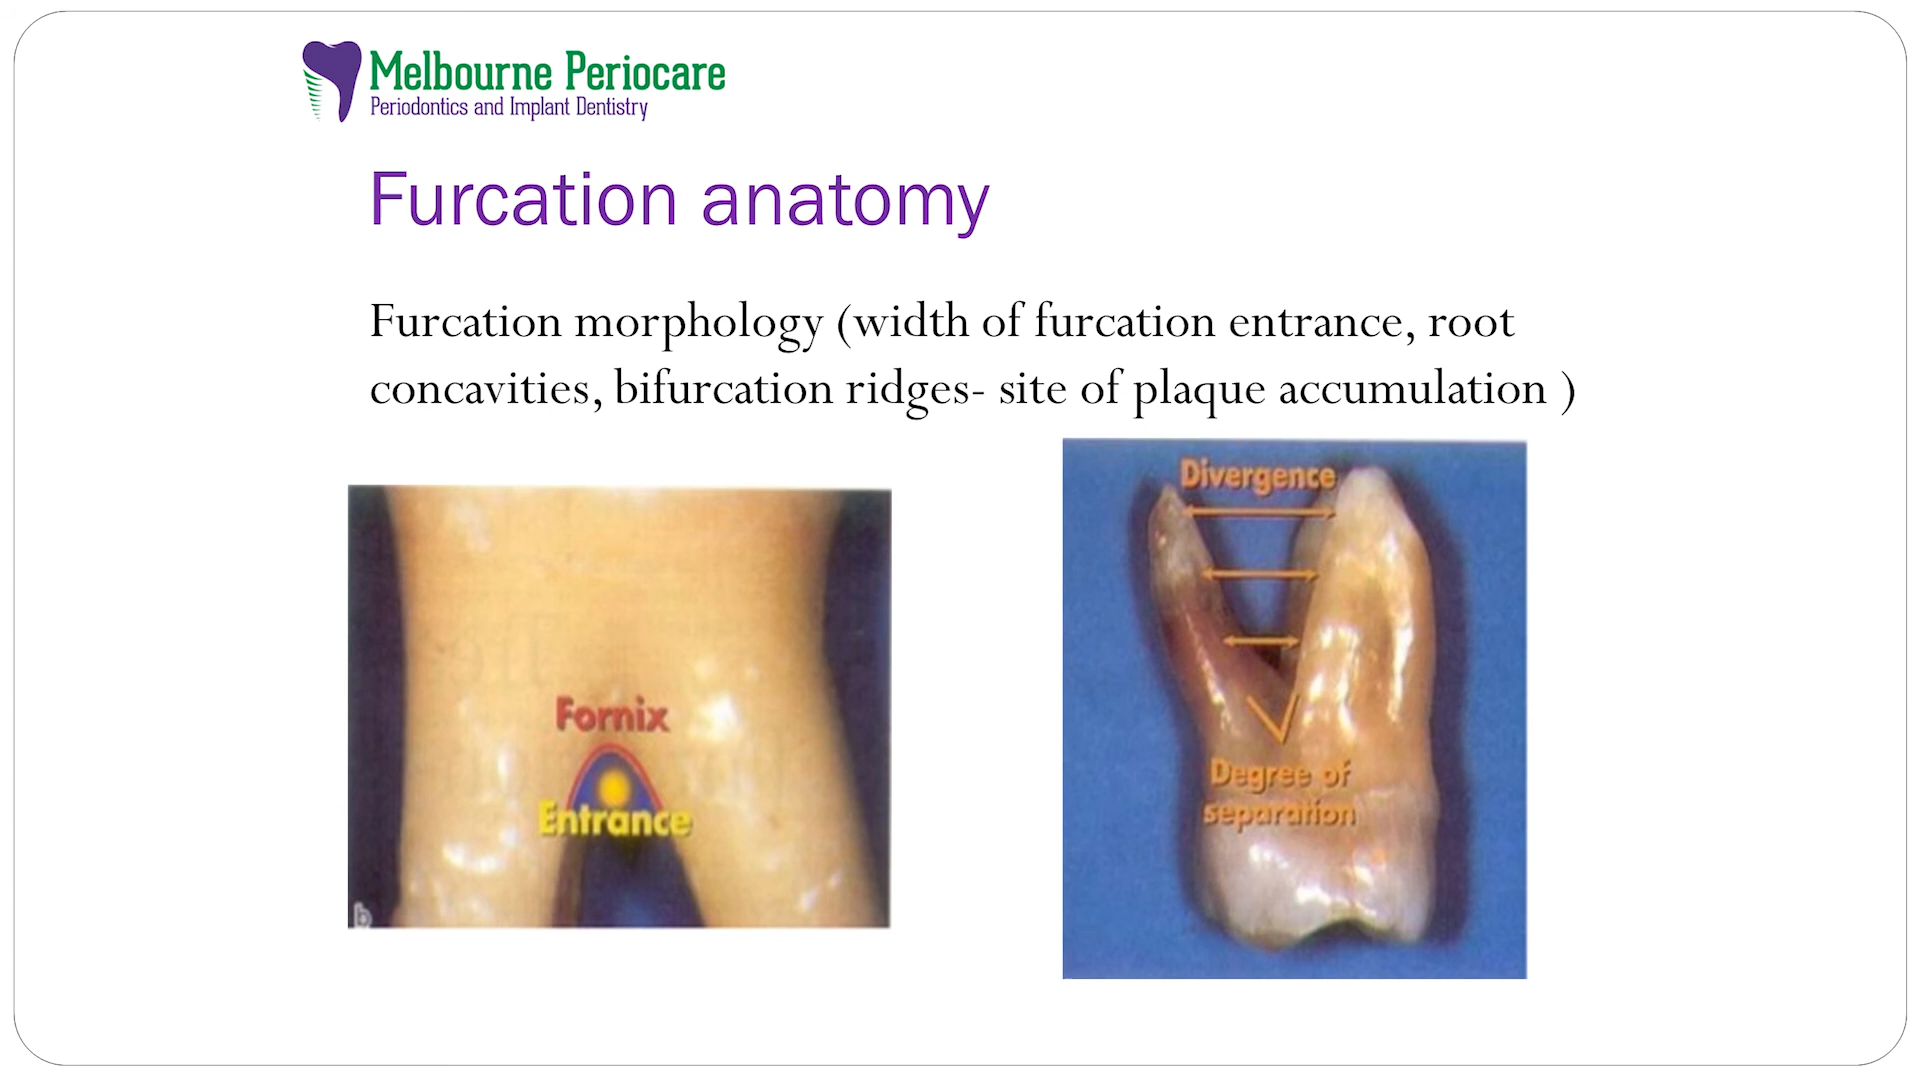 Melbourne Periocare
Periodontics and Implant Dentistry
Furcation anatomy
Furcation morphology (width of furcation entrance, root
concavities, bifurcation ridges- site of plaque accumulation )
Fornix
Entrance
b
Divergence
Degree of
separation